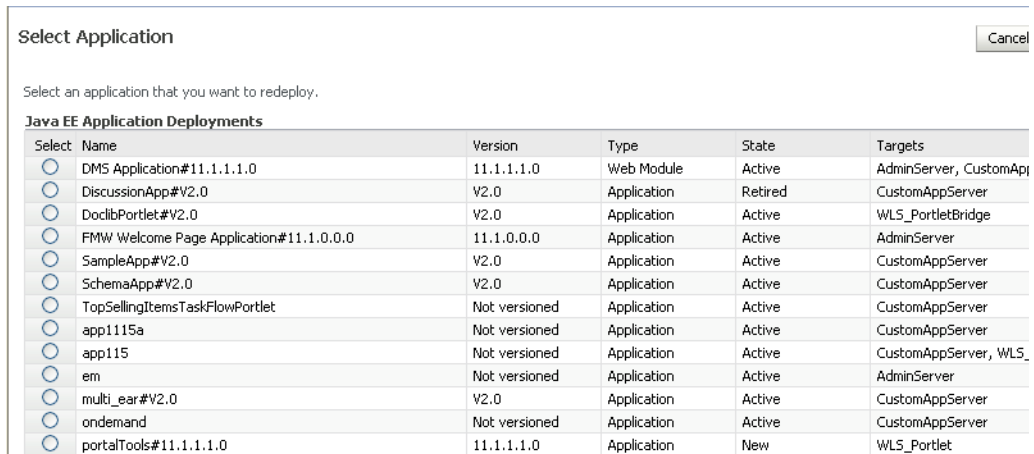 Select Application
Cancel
Select an application that you want to redeploy.
Java EE Application Deployments
Select Name Version Type State Targets
DMS Application#11.1.1.1.0 11.1.1.1.0 Web Module Active AdminServer, CustomApp
DiscussionApp#V2.0 V2.0 Application Retired CustomAppServer
DoclibPortlet#V2.0 V2.0 Application Active WLS_PortletBridge
FMW Welcome Page Application#11.1.0.0.0 11.1.0.0.0 Application Active AdminServer
SampleApp#V2.0 V2.0 Application Active CustomAppServer
SchemaApp#V2.0 V2.0 Application Active CustomAppServer
TopSellingItemsTaskFlowPortlet Not versioned Application Active CustomAppServer
app1115a Not versioned Application Active CustomAppServer
app115 Not versioned Application Active CustomAppServer, WLS_
em Not versioned Application Active AdminServer
multi_ear#V2.0 V2.0 Application Active CustomAppServer
ondemand Not versioned Application Active CustomAppServer
portalTools#11.1.1.1.0 11.1.1.1.0 Application New WLS_Portlet